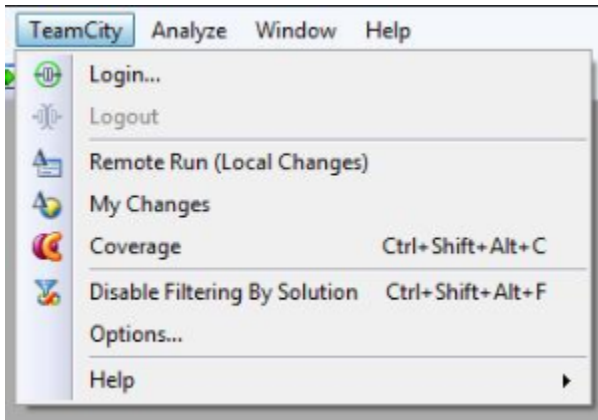 TeamCity Analyze Window Help
Login...
Logout
Remote Run (Local Changes)
My Changes
Coverage Ctrl+Shift+Alt+C
Disable Filtering By Solution Ctrl+Shift+Alt+F
Options...
Help